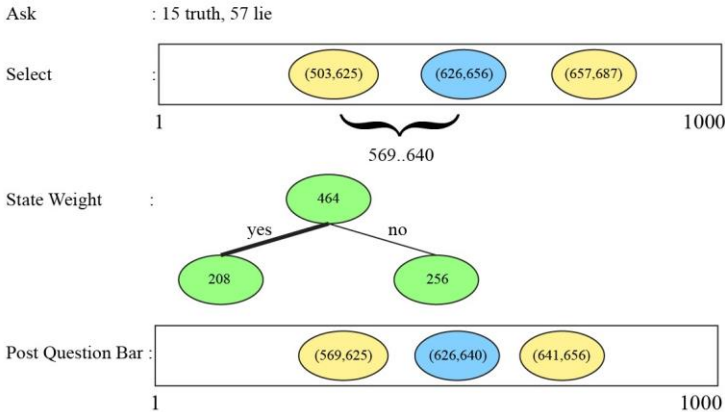 Ask : 15 truth, 57 lie
Select : (503,625) (626,656) (657,687)
1 1000
569..640
State Weight : 464
yes no
208 256
Post Question Bar : (569,625) (626,640) (641,656)
1 1000